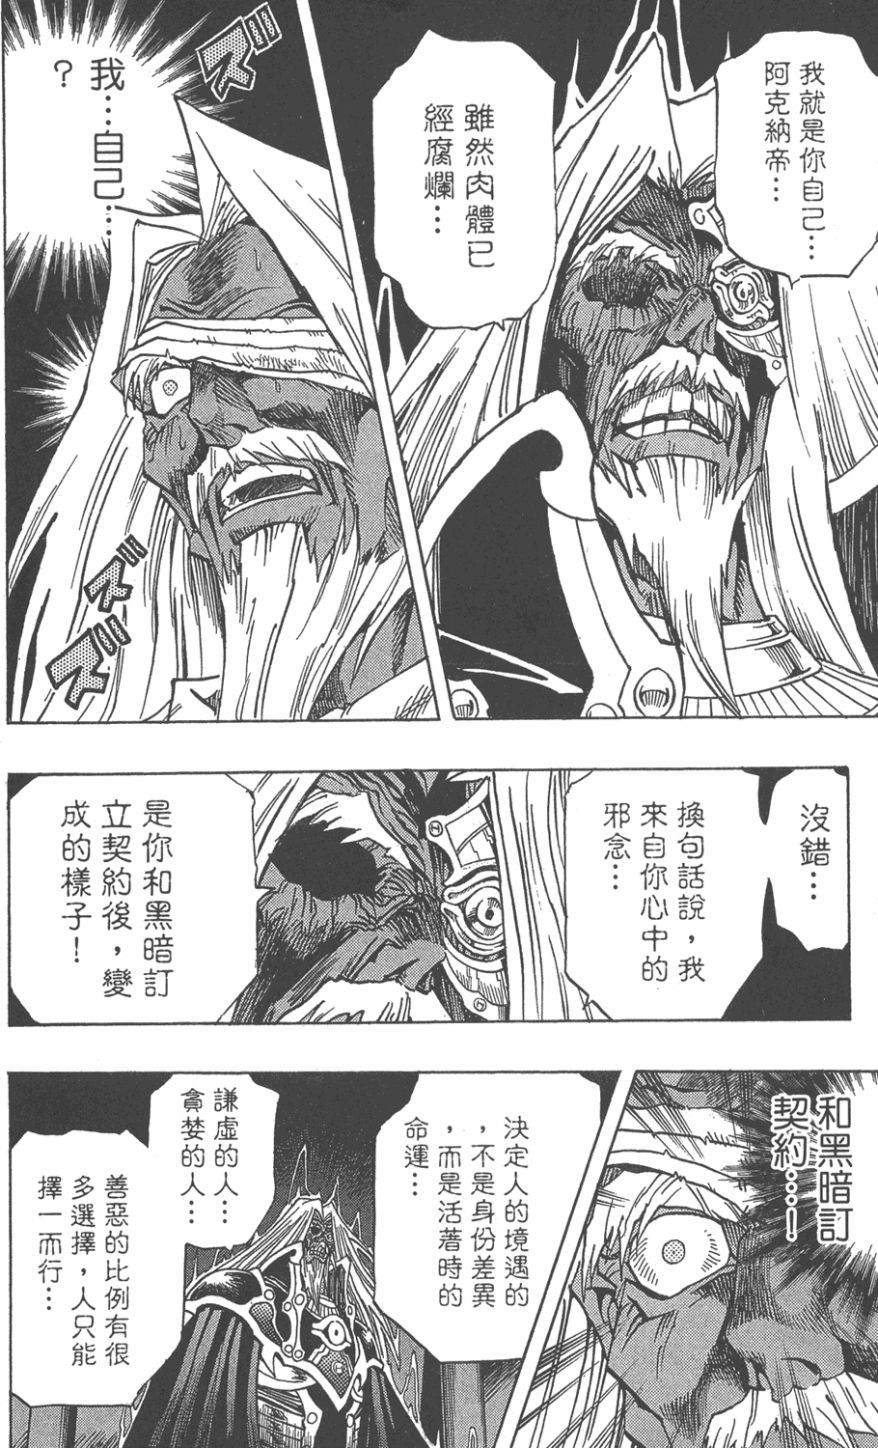 我就是你自己…
阿克納帝…
雖然肉體已
經腐爛…
ズズ
我…自己…
？
ズ
ズ
沒錯…
換句話說，我
來自你心中的
邪念…
是你和黑暗訂
立契約後，變
成的樣子！
和黑暗訂
契約……！
決定人的境遇的
，不是身份差異
，而是活著時的
命運…
謙虛的人…
貪婪的人…
善惡的比例有很
多選擇，人只能
擇一而行…